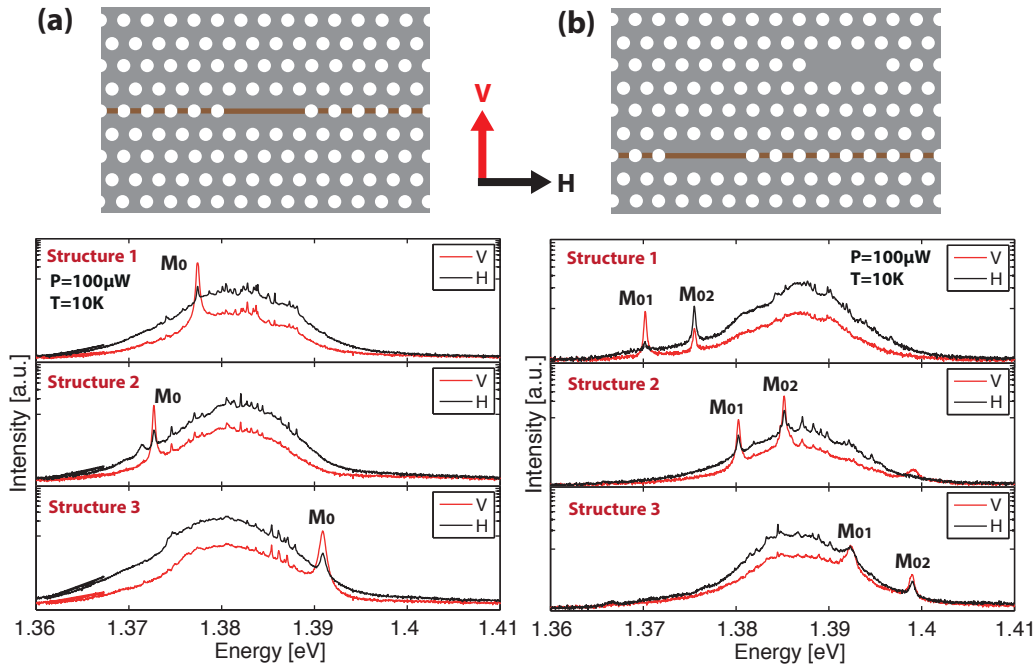 (a)
(b)
V
H
Structure 1
P=100μW
T=10K
M0
V
H
Structure 2
M0
V
H
Structure 3
M0
V
H
Intensity [a.u.]
1.36 1.37 1.38 1.39 1.4 1.41
Energy [eV]
Structure 1
P=100μW
T=10K
M01
M02
V
H
Structure 2
M01
M02
V
H
Structure 3
M01
M02
V
H
Intensity [a.u.]
1.36 1.37 1.38 1.39 1.4 1.41
Energy [eV]